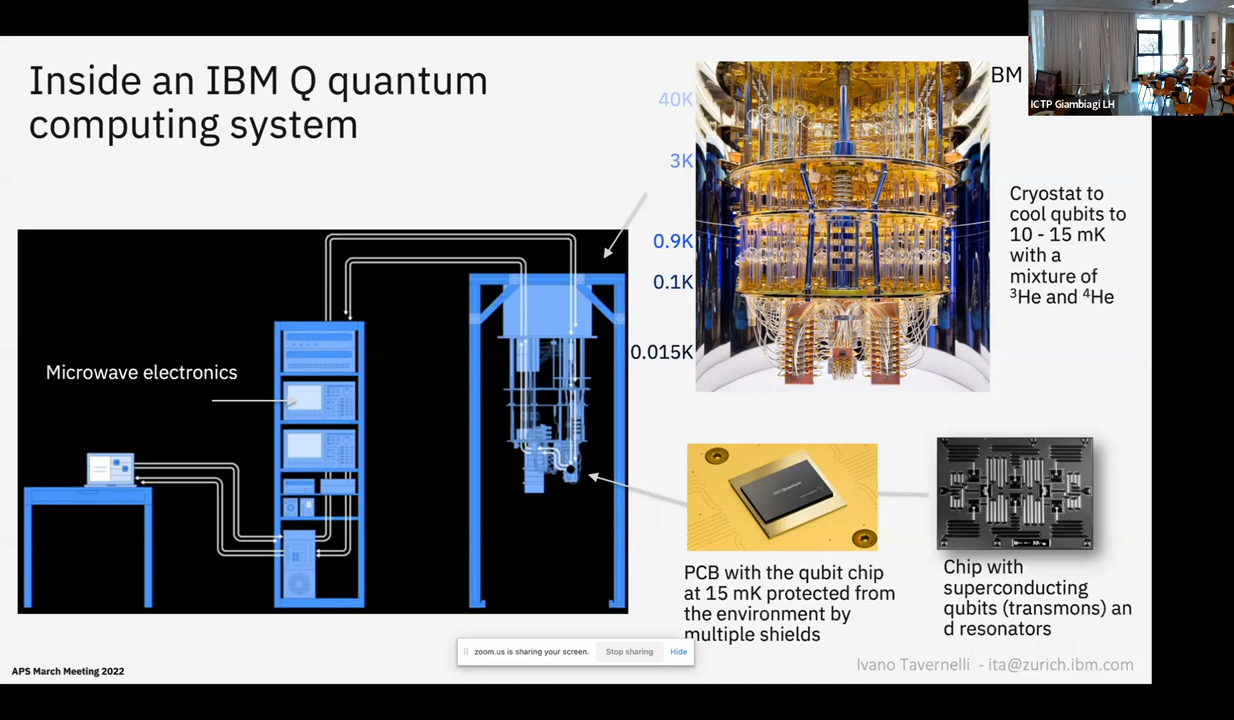 Inside an IBM Q quantum
computing system
BM
ICTP Giambiagi LH
40K
3K
0.9K
0.1K
0.015K
Cryostat to
cool qubits to
10 - 15 mK
with a
mixture of
³He and ⁴He
Microwave electronics
IBM Quantum
PCB with the qubit chip
at 15 mK protected from
the environment by
multiple shields
Chip with
superconducting
qubits (transmons) an
d resonators
zoom.us is sharing your screen.
Stop sharing
Hide
APS March Meeting 2022
Ivano Tavernelli - ita@zurich.ibm.com